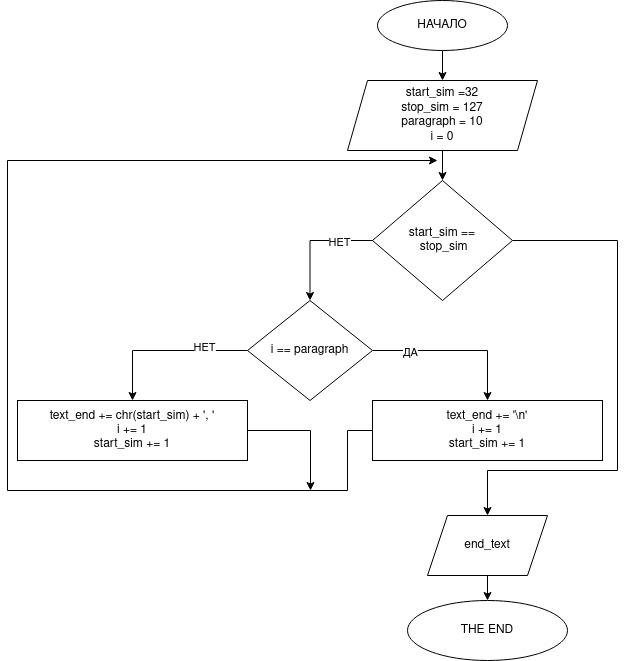 НАЧАЛО
start_sim =32
stop_sim = 127
paragraph = 10
i = 0
start_sim ==
stop_sim
НЕТ
i == paragraph
НЕТ
ДА
text_end += chr(start_sim) + ', '
i += 1
start_sim += 1
text_end += '\n'
i += 1
start_sim += 1
end_text
THE END